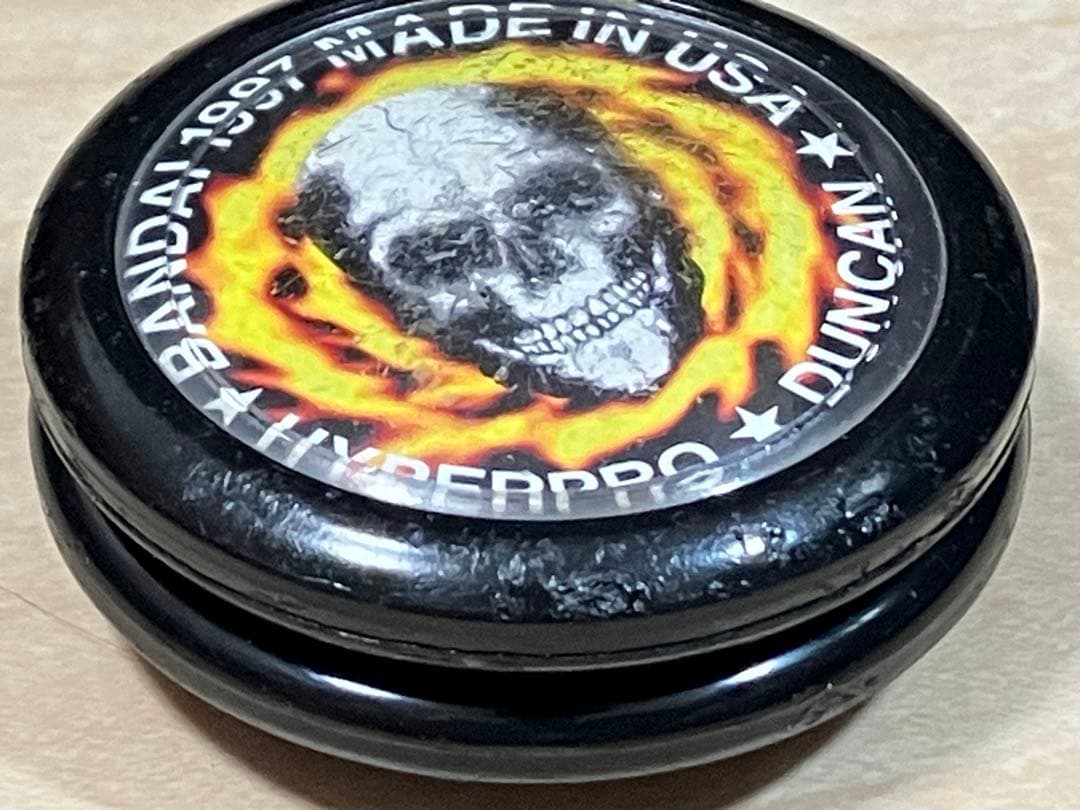 BANDAI 1997 MADE IN USA ★
DUNCAN ★
HYPERPRO ★